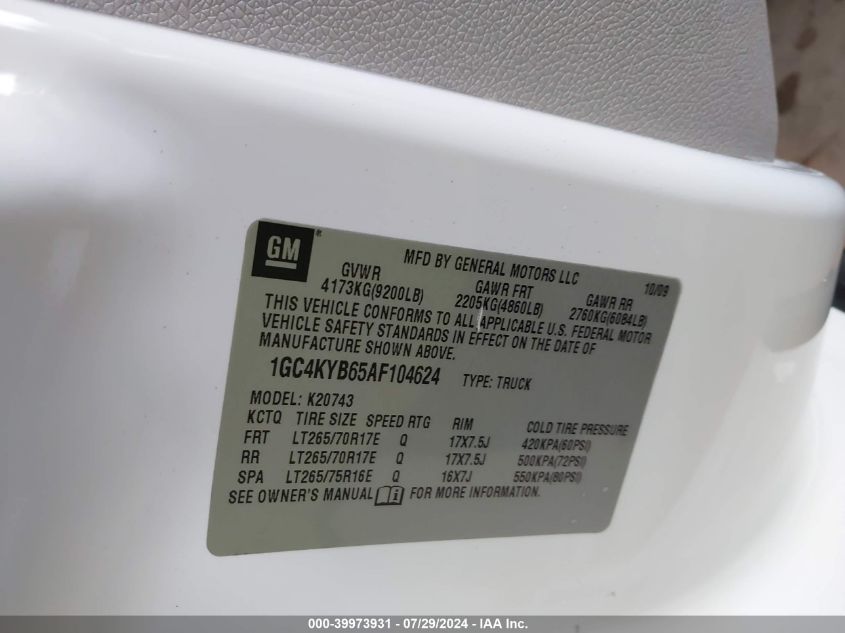 GM ® MFD BY GENERAL MOTORS LLC 10/09
GVWR GAWR FRT GAWR RR
4173KG(9200LB) 2205KG(4860LB) 2760KG(6084LB)
THIS VEHICLE CONFORMS TO ALL APPLICABLE U.S. FEDERAL MOTOR
VEHICLE SAFETY STANDARDS IN EFFECT ON THE DATE OF
MANUFACTURE SHOWN ABOVE.
1GC4KYB65AF104624 TYPE: TRUCK
MODEL: K20743
KCTQ TIRE SIZE SPEED RTG RIM COLD TIRE PRESSURE
FRT LT265/70R17E Q 17X7.5J 420KPA(60PSI)
RR LT265/70R17E Q 17X7.5J 500KPA(72PSI)
SPA LT265/75R16E Q 16X7J 550KPA(80PSI)
SEE OWNER'S MANUAL FOR MORE INFORMATION.
000-39973931 - 07/29/2024 - IAA Inc.